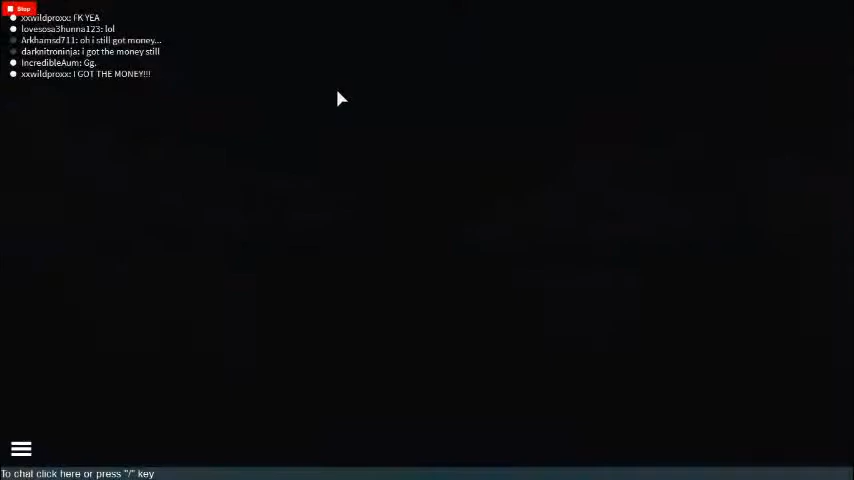 Stop
xxwildproxx: FK YEA
lovesosa3hunna123: lol
Arkhamsd711: oh i still got money...
darknitroninja: i got the money still
IncredibleAum: Gg.
xxwildproxx: I GOT THE MONEY!!!
To chat click here or press "/" key